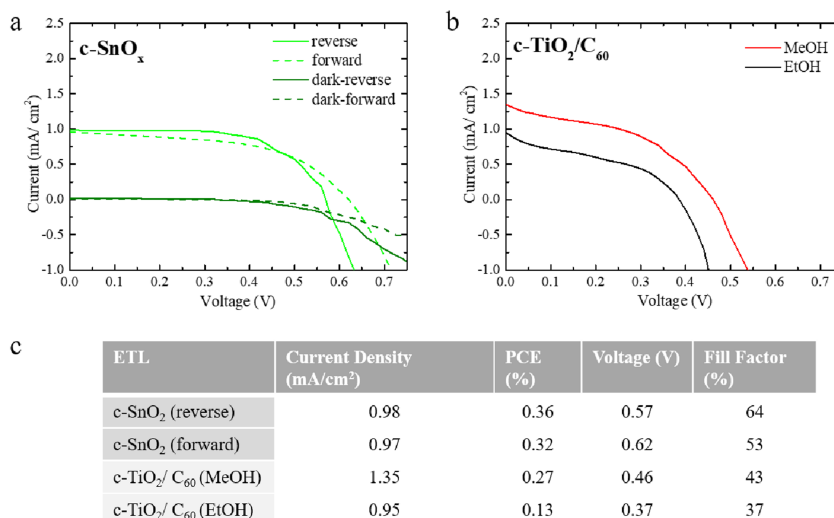 a
c-SnOₓ
reverse
forward
dark-reverse
dark-forward
Current (mA/ cm²)
2.5
2.0
1.5
1.0
0.5
0.0
-0.5
-1.0
0.0 0.1 0.2 0.3 0.4 0.5 0.6 0.7
Voltage (V)
b
c-TiO₂/C₆₀
MeOH
EtOH
Current (mA/ cm²)
2.5
2.0
1.5
1.0
0.5
0.0
-0.5
-1.0
0.0 0.1 0.2 0.3 0.4 0.5 0.6 0.7
Voltage (V)
c
ETL Current Density (mA/cm²) PCE (%) Voltage (V) Fill Factor (%)
c-SnO₂ (reverse) 0.98 0.36 0.57 64
c-SnO₂ (forward) 0.97 0.32 0.62 53
c-TiO₂/ C₆₀ (MeOH) 1.35 0.27 0.46 43
c-TiO₂/ C₆₀ (EtOH) 0.95 0.13 0.37 37